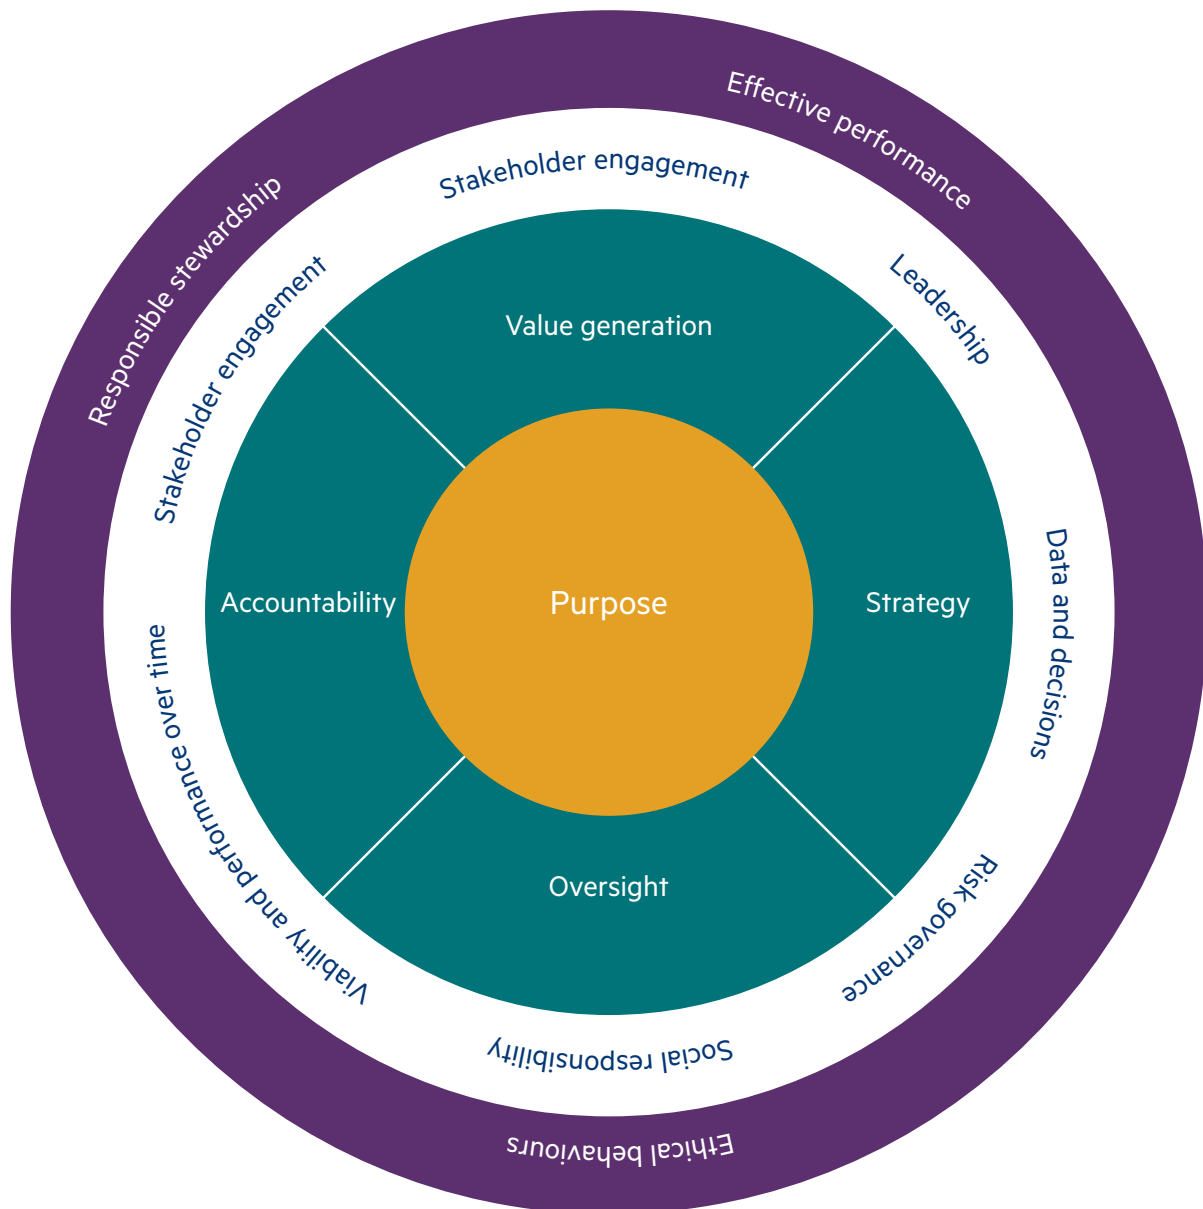 Effective performance
Responsible stewardship
Ethical behaviours
Stakeholder engagement
Leadership
Data and decisions
Risk governance
Social responsibility
Viability and performance over time
Stakeholder engagement
Value generation
Strategy
Oversight
Accountability
Purpose